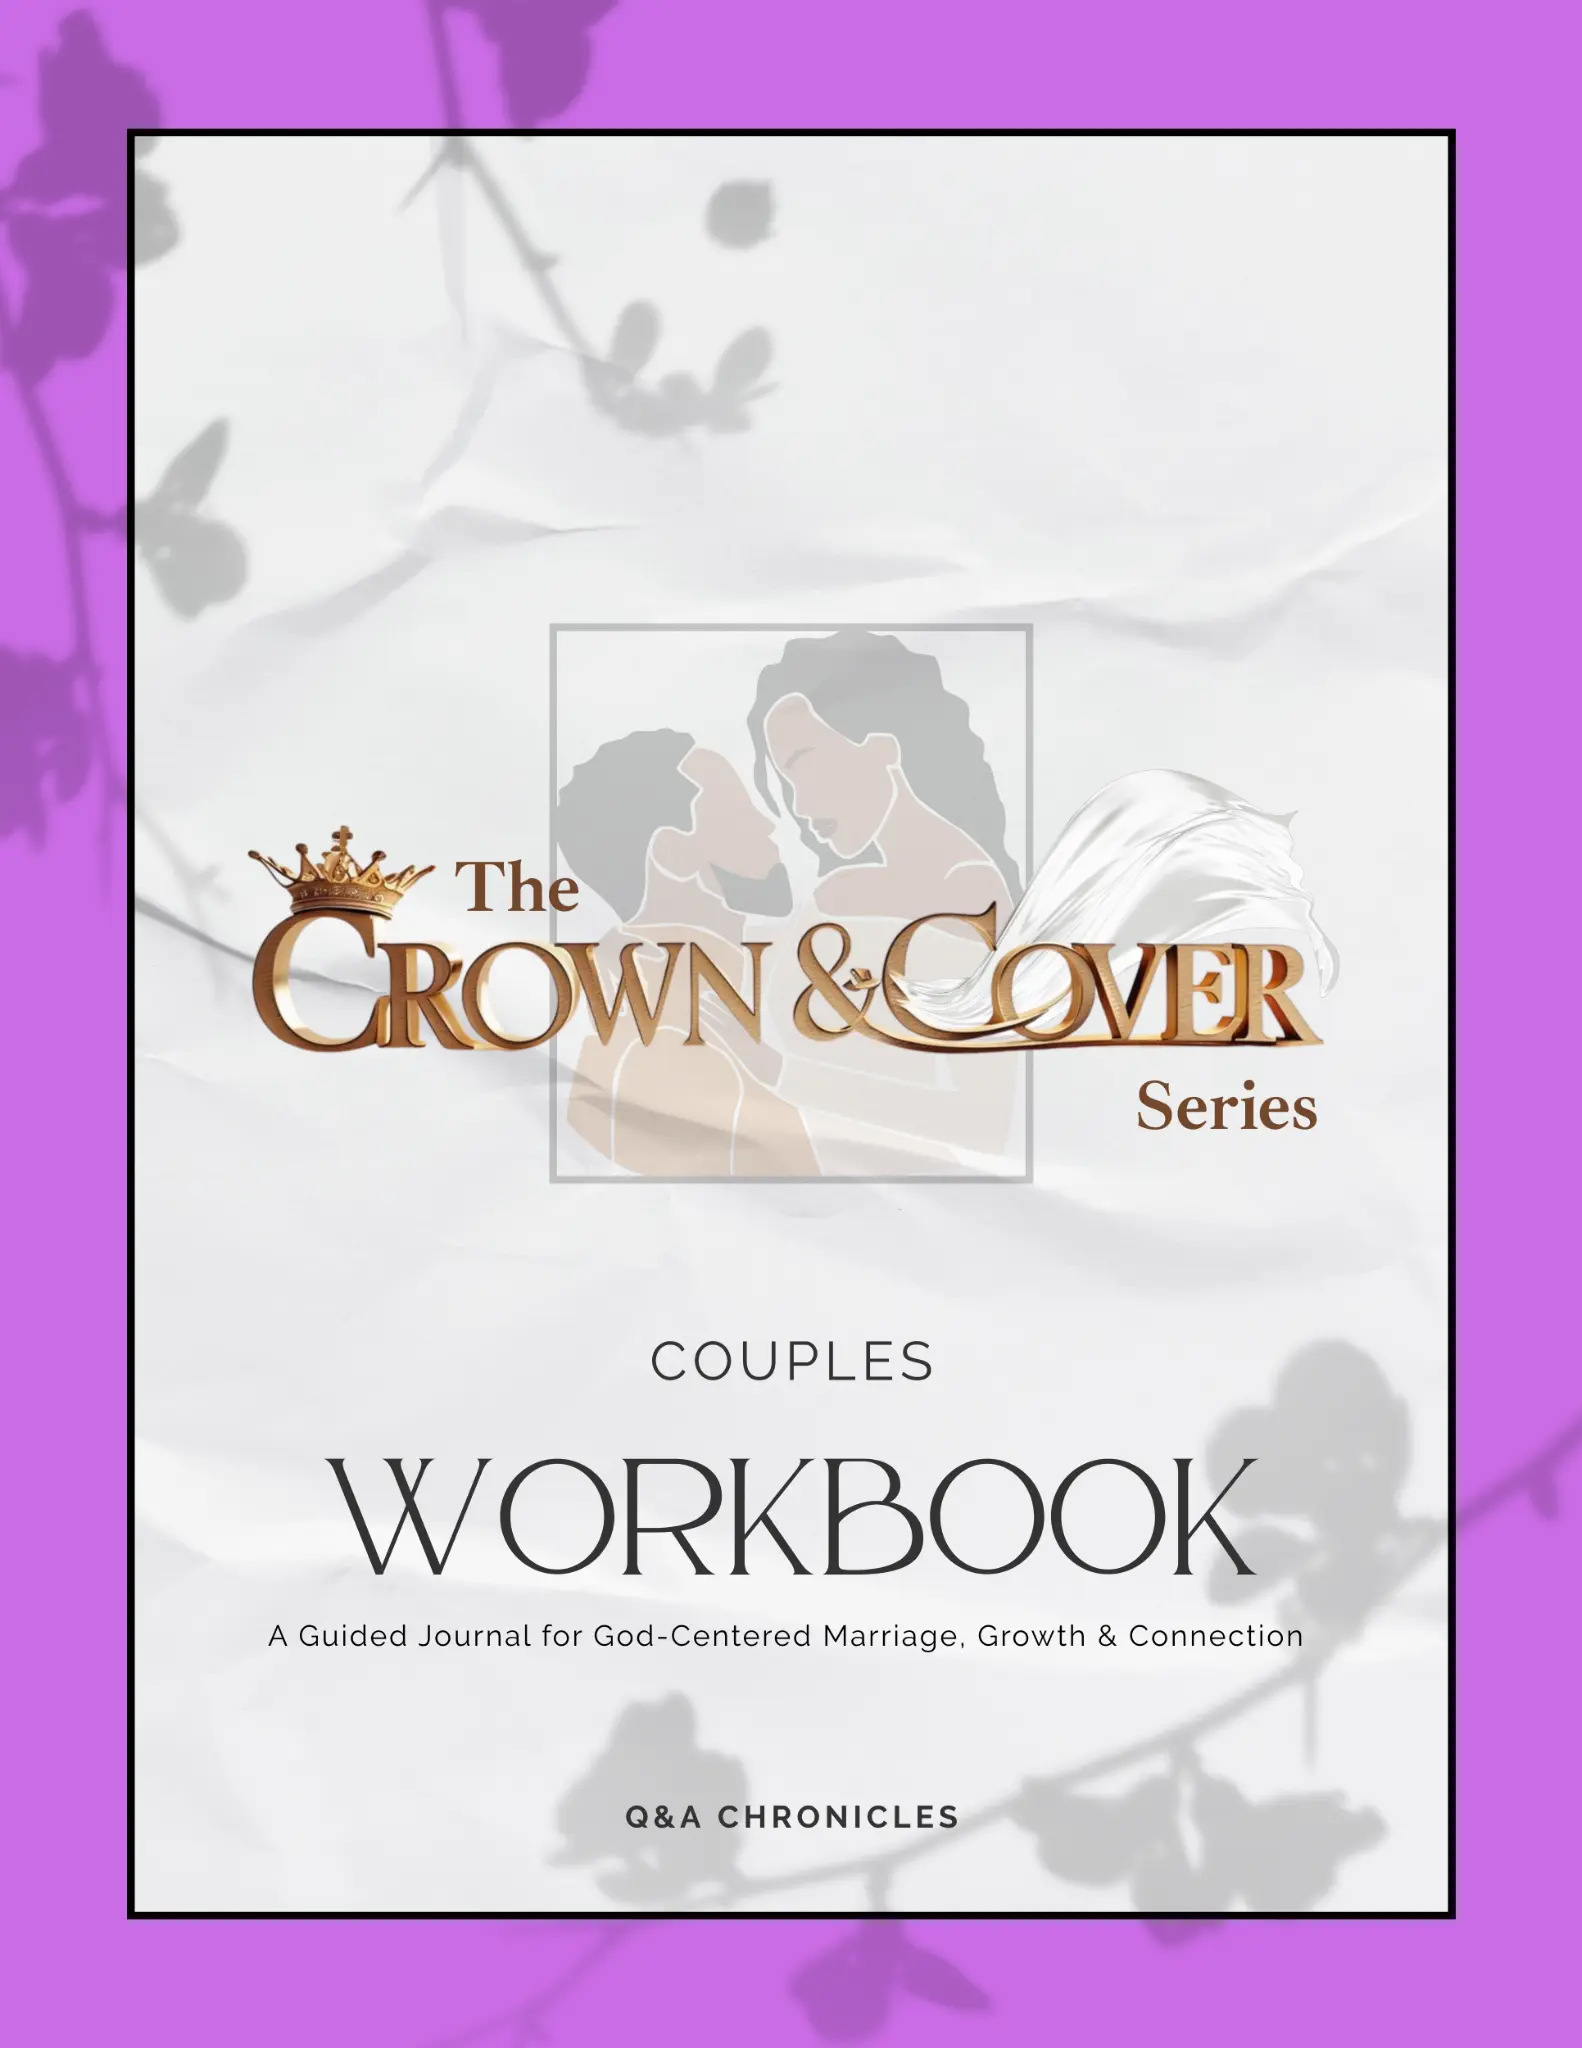 The
CROWN & COVER
Series
COUPLES
WORKBOOK
A Guided Journal for God-Centered Marriage, Growth & Connection
Q&A CHRONICLES